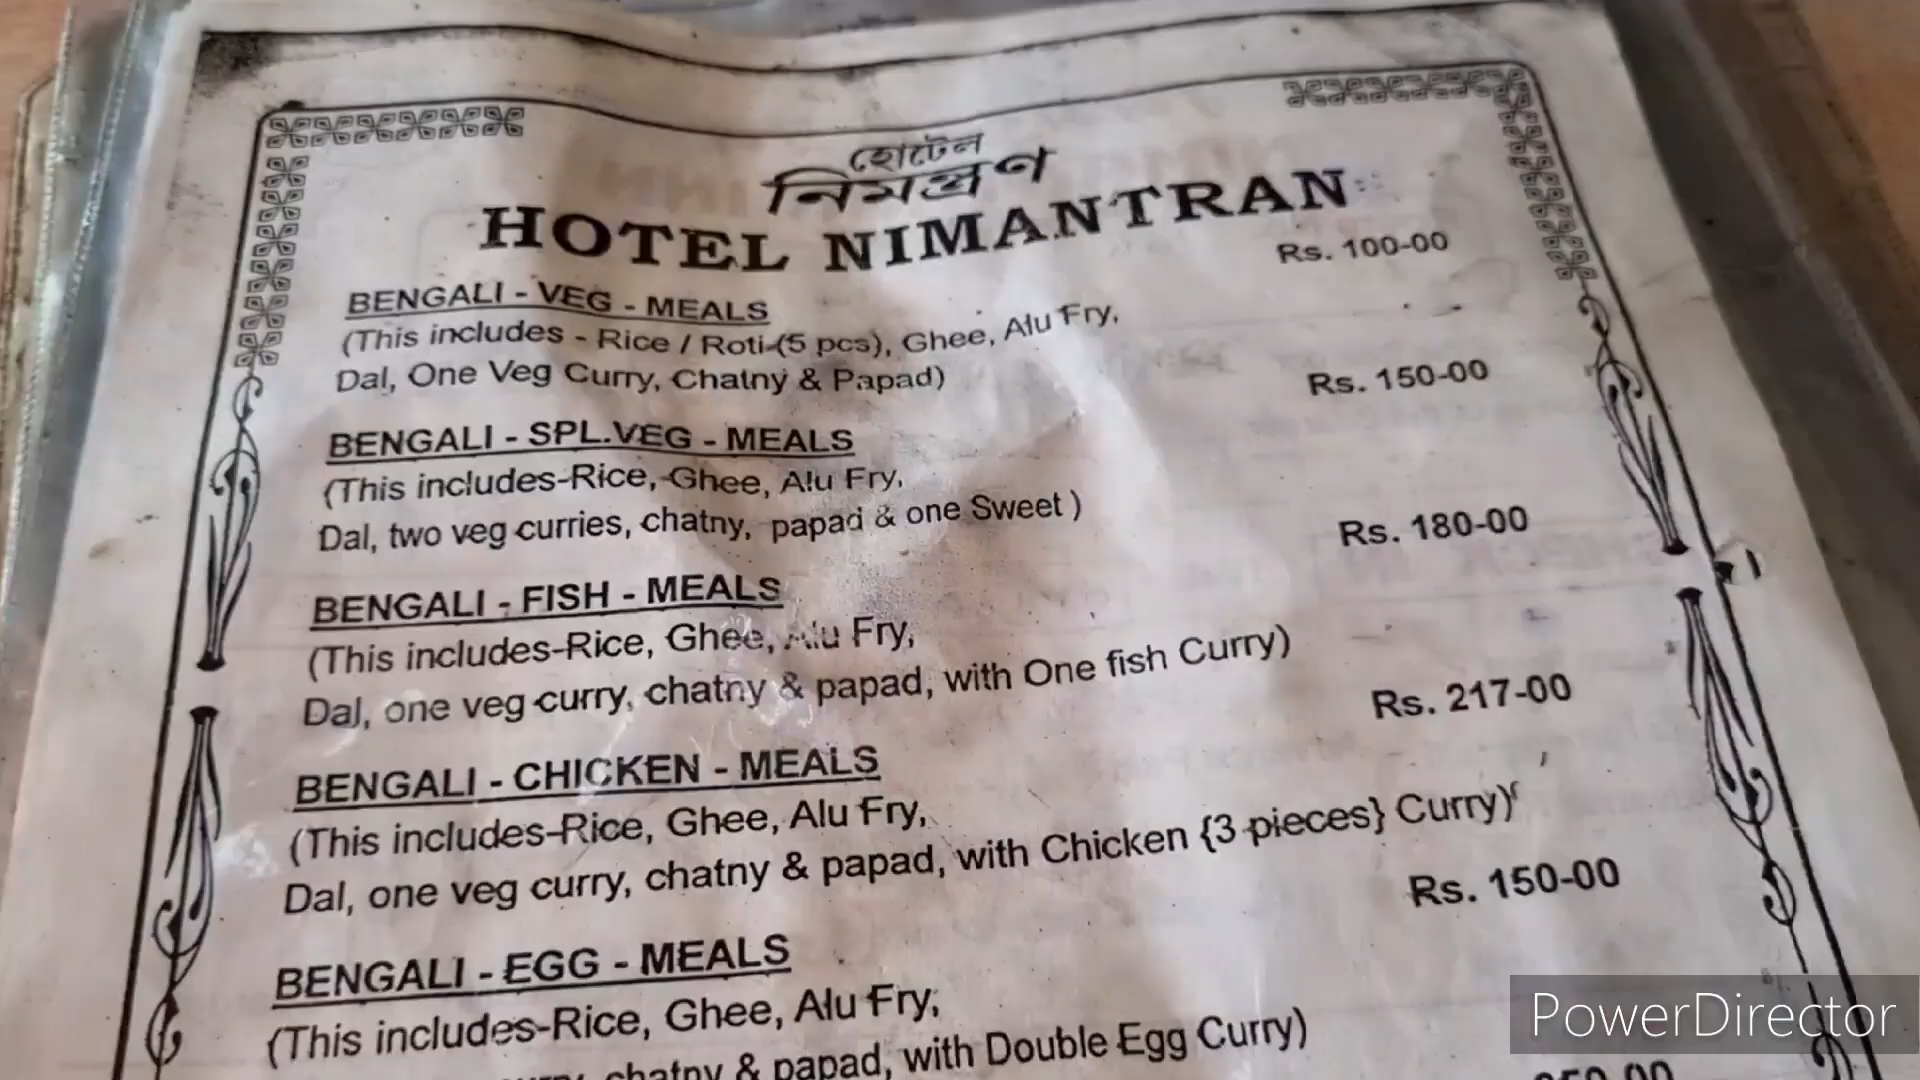 হোটেল
নিমন্ত্রণ
HOTEL NIMANTRAN
Rs. 100-00
BENGALI - VEG - MEALS
(This includes - Rice / Roti-(5 pcs), Ghee, Alu Fry,
Dal, One Veg Curry, Chatny & Papad)
Rs. 150-00
BENGALI - SPL.VEG - MEALS
(This includes-Rice, Ghee, Alu Fry,
Dal, two veg curries, chatny, papad & one Sweet )
Rs. 180-00
BENGALI - FISH - MEALS
(This includes-Rice, Ghee, Alu Fry,
Dal, one veg curry, chatny & papad, with One fish Curry)
Rs. 217-00
BENGALI - CHICKEN - MEALS
(This includes-Rice, Ghee, Alu Fry,
Dal, one veg curry, chatny & papad, with Chicken {3 pieces} Curry)
Rs. 150-00
BENGALI - EGG - MEALS
(This includes-Rice, Ghee, Alu Fry,
chatny & papad, with Double Egg Curry)
PowerDirector